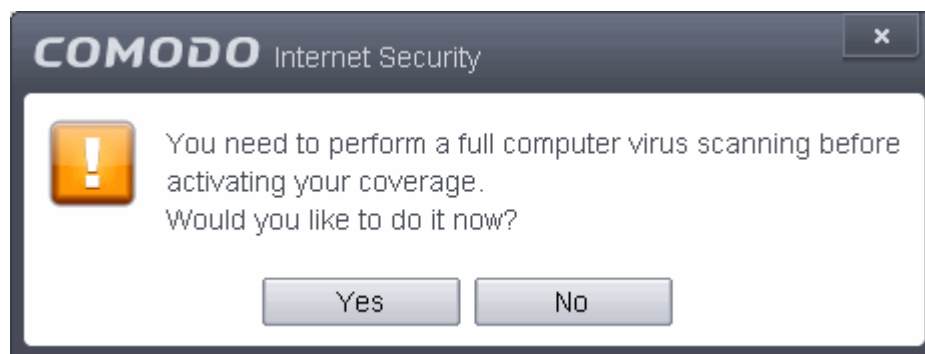 COMODO Internet Security
×
You need to perform a full computer virus scanning before
activating your coverage.
Would you like to do it now?
Yes No